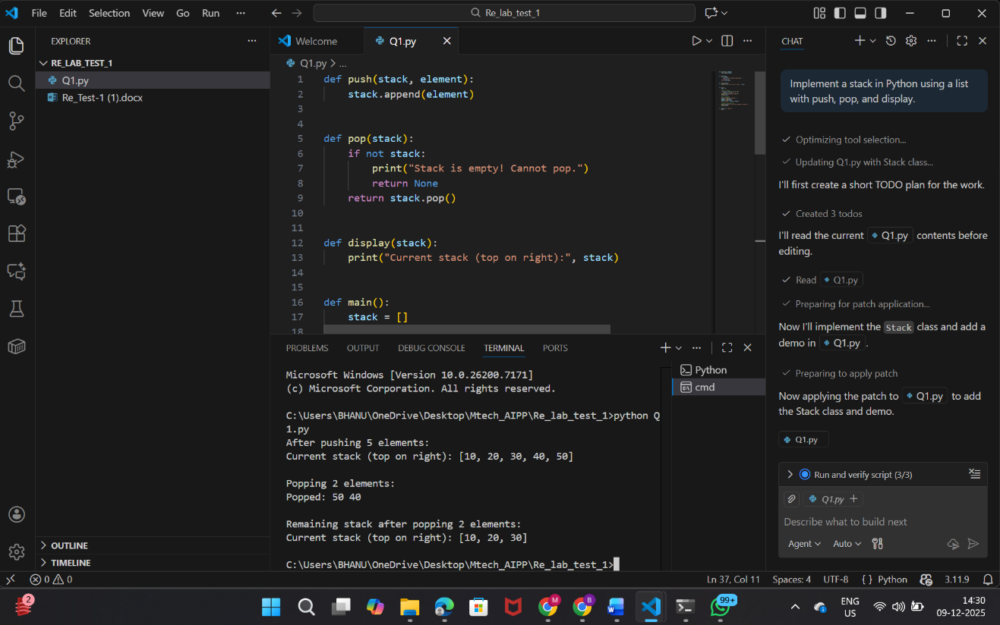 File Edit Selection View Go Run ···
Re_lab_test_1
EXPLORER ···
RE_LAB_TEST_1
Q1.py
Re_Test-1 (1).docx
OUTLINE
TIMELINE
Welcome Q1.py
Q1.py > ...
1 def push(stack, element):
2 stack.append(element)
3
4
5 def pop(stack):
6 if not stack:
7 print("Stack is empty! Cannot pop.")
8 return None
9 return stack.pop()
10
11
12 def display(stack):
13 print("Current stack (top on right):", stack)
14
15
16 def main():
17 stack = []
18
PROBLEMS OUTPUT DEBUG CONSOLE TERMINAL PORTS
Microsoft Windows [Version 10.0.26200.7171]
(c) Microsoft Corporation. All rights reserved.
C:\Users\BHANU\OneDrive\Desktop\Mtech_AIPP\Re_lab_test_1>python Q
1.py
After pushing 5 elements:
Current stack (top on right): [10, 20, 30, 40, 50]
Popping 2 elements:
Popped: 50 40
Remaining stack after popping 2 elements:
Current stack (top on right): [10, 20, 30]
C:\Users\BHANU\OneDrive\Desktop\Mtech_AIPP\Re_lab_test_1>
Python
cmd
CHAT
Implement a stack in Python using a list
with push, pop, and display.
Optimizing tool selection...
Updating Q1.py with Stack class...
I'll first create a short TODO plan for the work.
Created 3 todos
I'll read the current Q1.py contents before
editing.
Read Q1.py
Preparing for patch application...
Now I'll implement the Stack class and add a
demo in Q1.py .
Preparing to apply patch
Now applying the patch to Q1.py to add
the Stack class and demo.
Q1.py
Run and verify script (3/3)
Q1.py +
Describe what to build next
Agent Auto
0 0
Ln 37, Col 11 Spaces: 4 UTF-8 { } Python 3.11.9
2
M
B
99+
ENG
US
14:30
09-12-2025